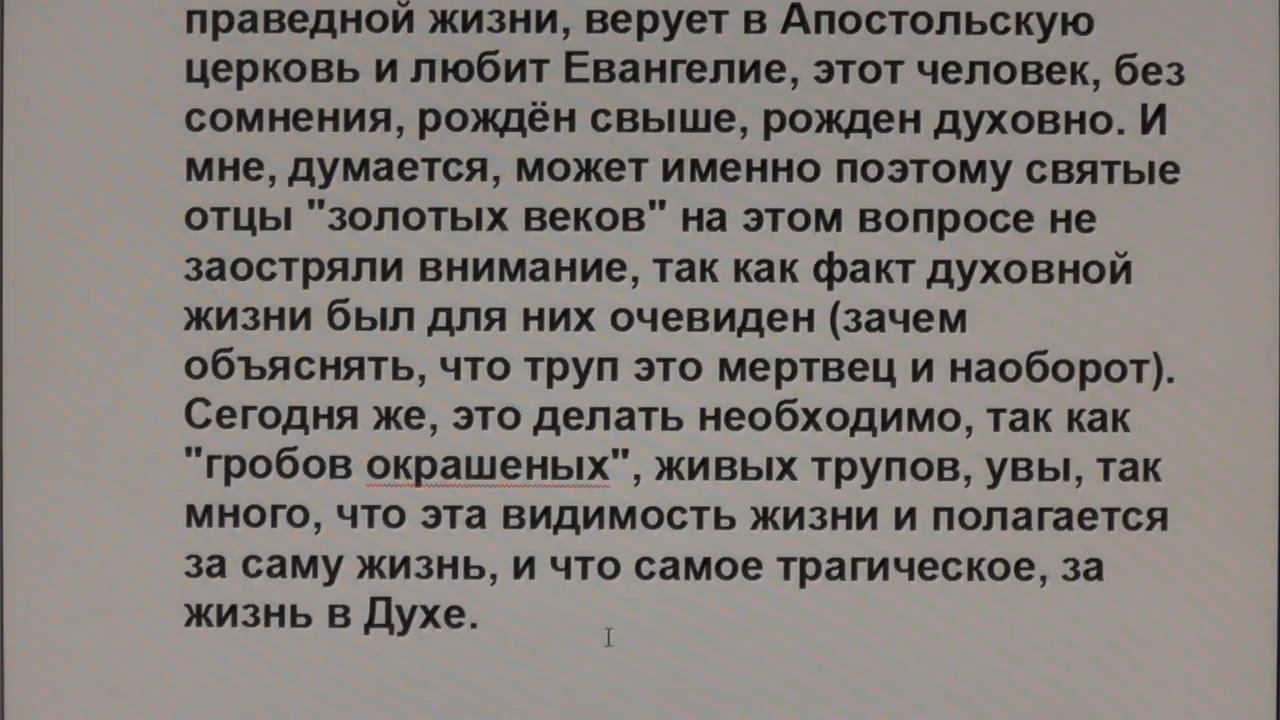 праведной жизни, верует в Апостольскую
церковь и любит Евангелие, этот человек, без
сомнения, рождён свыше, рожден духовно. И
мне, думается, может именно поэтому святые
отцы "золотых веков" на этом вопросе не
заостряли внимание, так как факт духовной
жизни был для них очевиден (зачем
объяснять, что труп это мертвец и наоборот).
Сегодня же, это делать необходимо, так как
"гробов окрашеных", живых трупов, увы, так
много, что эта видимость жизни и полагается
за саму жизнь, и что самое трагическое, за
жизнь в Духе.